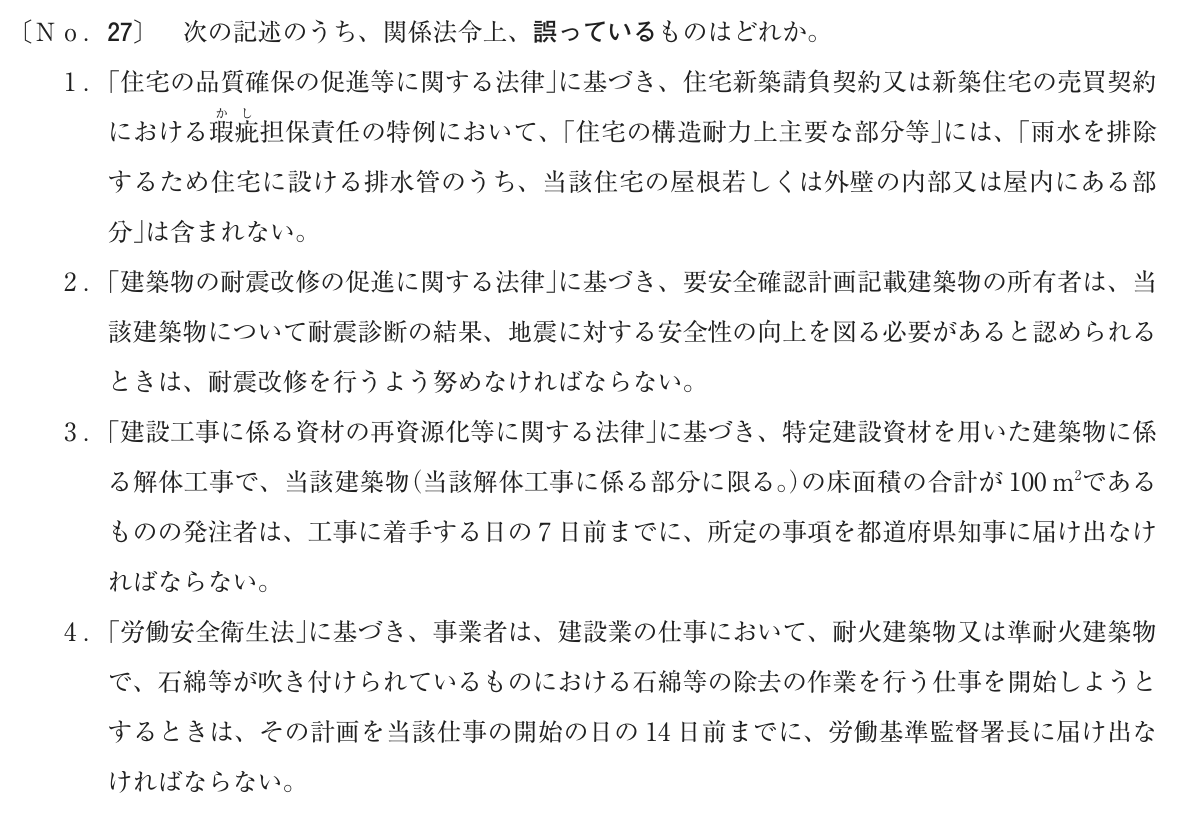 〔Ｎｏ．27〕　次の記述のうち、関係法令上、誤っているものはどれか。
１．「住宅の品質確保の促進等に関する法律」に基づき、住宅新築請負契約又は新築住宅の売買契約
における瑕疵担保責任の特例において、「住宅の構造耐力上主要な部分等」には、「雨水を排除
するため住宅に設ける排水管のうち、当該住宅の屋根若しくは外壁の内部又は屋内にある部
分」は含まれない。
２．「建築物の耐震改修の促進に関する法律」に基づき、要安全確認計画記載建築物の所有者は、当
該建築物について耐震診断の結果、地震に対する安全性の向上を図る必要があると認められる
ときは、耐震改修を行うよう努めなければならない。
３．「建設工事に係る資材の再資源化等に関する法律」に基づき、特定建設資材を用いた建築物に係
る解体工事で、当該建築物（当該解体工事に係る部分に限る。）の床面積の合計が 100 m²である
ものの発注者は、工事に着手する日の７日前までに、所定の事項を都道府県知事に届け出なけ
ればならない。
４．「労働安全衛生法」に基づき、事業者は、建設業の仕事において、耐火建築物又は準耐火建築物
で、石綿等が吹き付けられているものにおける石綿等の除去の作業を行う仕事を開始しようと
するときは、その計画を当該仕事の開始の日の 14 日前までに、労働基準監督署長に届け出な
ければならない。